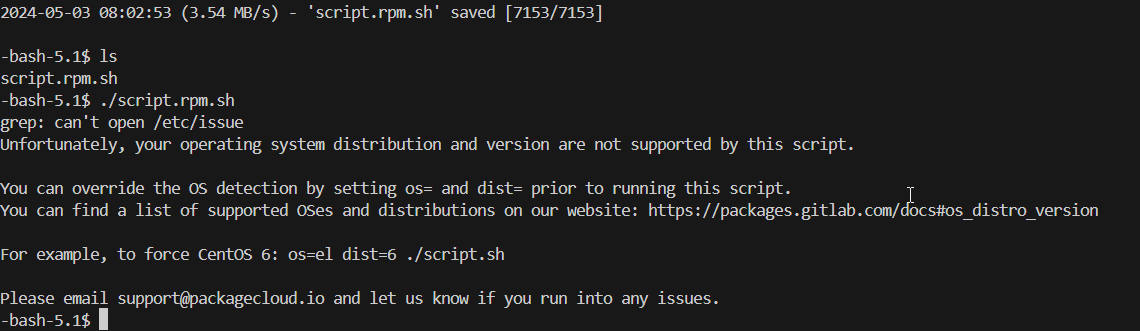 2024-05-03 08:02:53 (3.54 MB/s) - 'script.rpm.sh' saved [7153/7153]
-bash-5.1$ ls
script.rpm.sh
-bash-5.1$ ./script.rpm.sh
grep: can't open /etc/issue
Unfortunately, your operating system distribution and version are not supported by this script.
You can override the OS detection by setting os= and dist= prior to running this script.
You can find a list of supported OSes and distributions on our website: https://packages.gitlab.com/docs#os_distro_version
For example, to force CentOS 6: os=el dist=6 ./script.sh
Please email support@packagecloud.io and let us know if you run into any issues.
-bash-5.1$